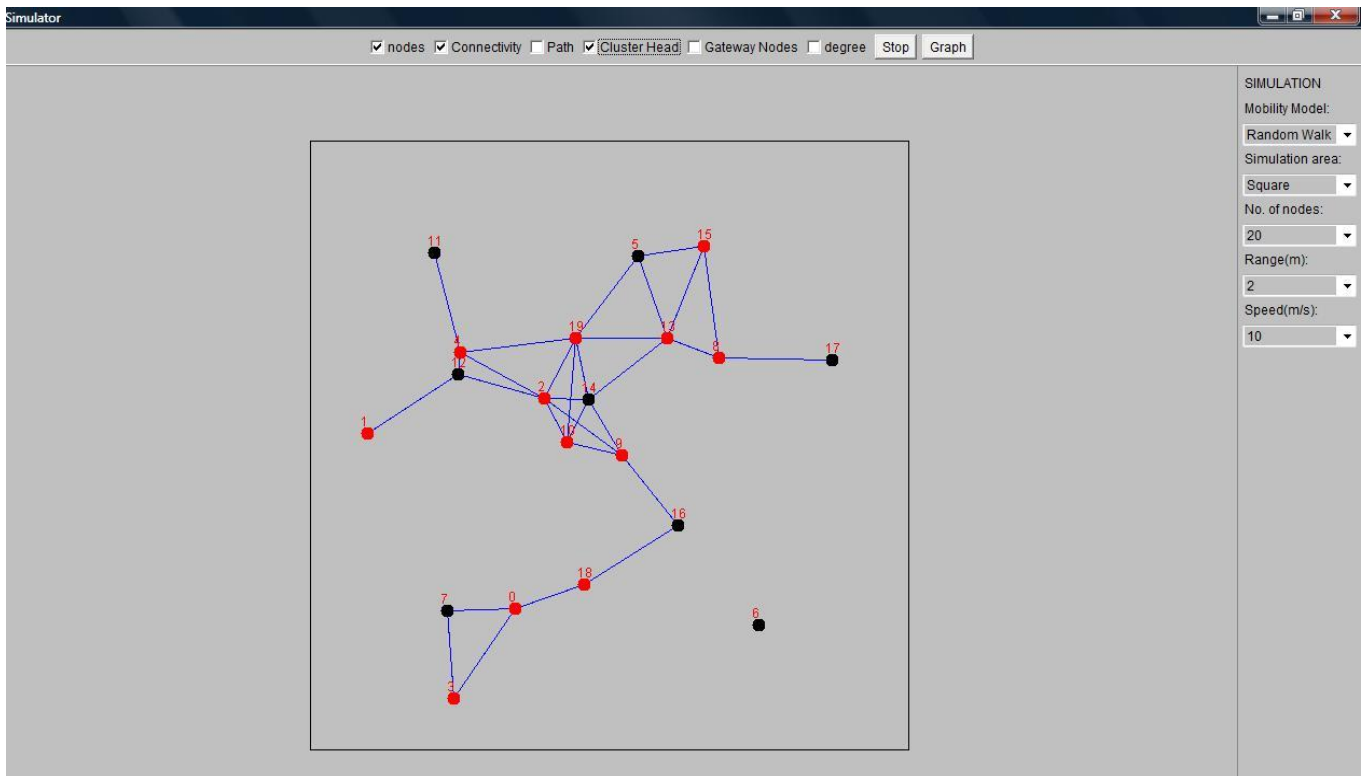 Simulator
nodes Connectivity Path Cluster Head Gateway Nodes degree Stop Graph
SIMULATION
Mobility Model:
Random Walk
Simulation area:
Square
No. of nodes:
20
Range(m):
2
Speed(m/s):
10
11
5
15
4
19
13
8
17
12
2
14
1
10
9
16
18
7
0
6
3